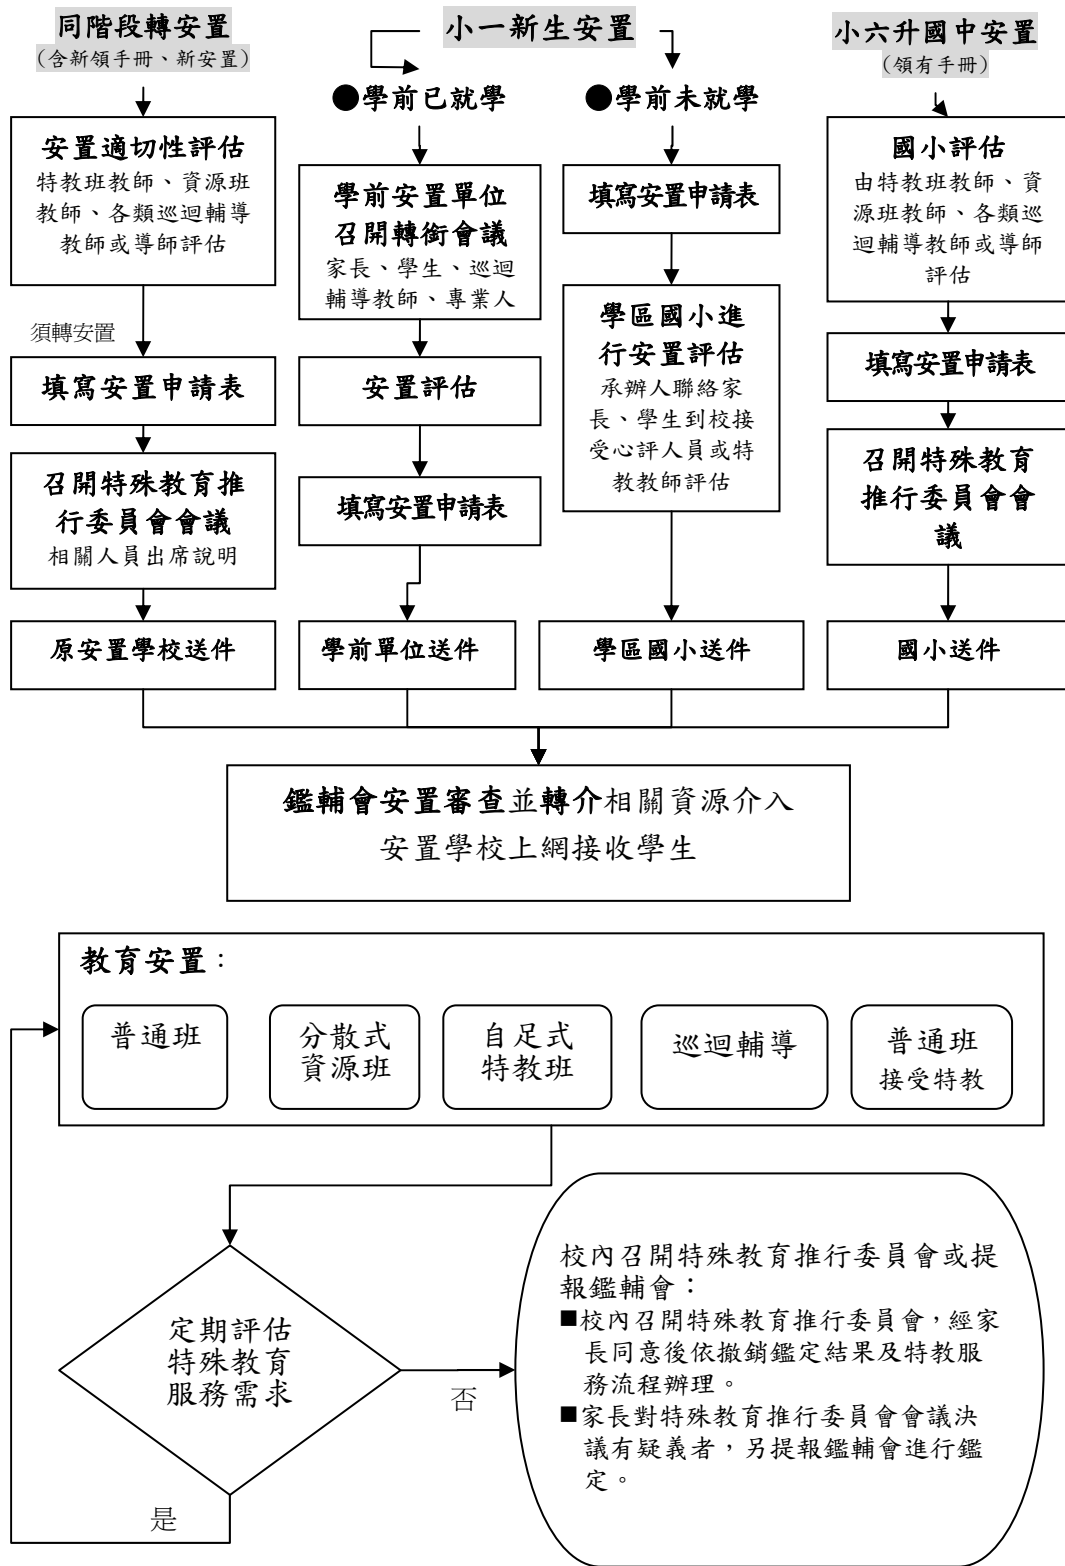 同階段轉安置
(含新領手冊、新安置)
安置適切性評估
特教班教師、資源班
教師、各類巡迴輔導
教師或導師評估
須轉安置
填寫安置申請表
召開特殊教育推
行委員會會議
相關人員出席說明
原安置學校送件
小一新生安置
●學前已就學
學前安置單位
召開轉銜會議
家長、學生、巡迴
輔導教師、專業人
安置評估
填寫安置申請表
學前單位送件
●學前未就學
填寫安置申請表
學區國小進
行安置評估
承辦人聯絡家
長、學生到校接
受心評人員或特
教教師評估
學區國小送件
小六升國中安置
(領有手冊)
國小評估
由特教班教師、資
源班教師、各類巡
迴輔導教師或導師
評估
填寫安置申請表
召開特殊教育
推行委員會會
議
國小送件
鑑輔會安置審查並轉介相關資源介入
安置學校上網接收學生
教育安置：
普通班
分散式
資源班
自足式
特教班
巡迴輔導
普通班
接受特教
定期評估
特殊教育
服務需求
否
是
校內召開特殊教育推行委員會或提
報鑑輔會：
■校內召開特殊教育推行委員會，經家
長同意後依撤銷鑑定結果及特教服
務流程辦理。
■家長對特殊教育推行委員會會議決
議有疑義者，另提報鑑輔會進行鑑
定。